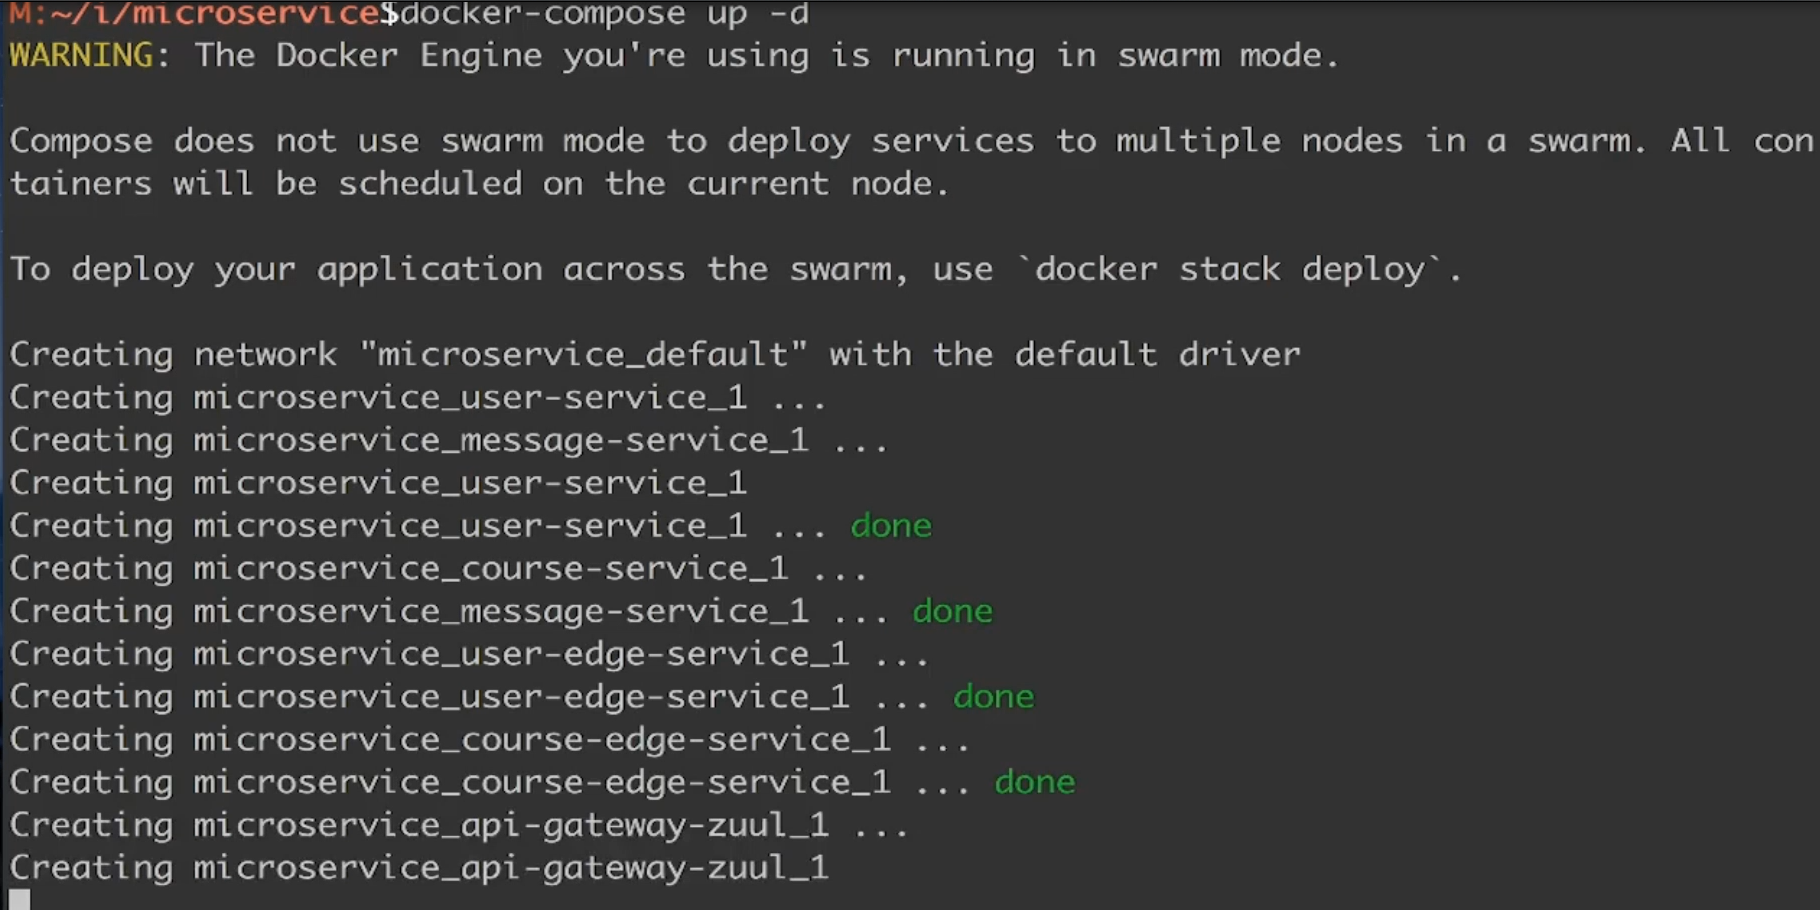 M:~/i/microservice$docker-compose up -d
WARNING: The Docker Engine you're using is running in swarm mode.
Compose does not use swarm mode to deploy services to multiple nodes in a swarm. All con
tainers will be scheduled on the current node.
To deploy your application across the swarm, use `docker stack deploy`.
Creating network "microservice_default" with the default driver
Creating microservice_user-service_1 ...
Creating microservice_message-service_1 ...
Creating microservice_user-service_1
Creating microservice_user-service_1 ... done
Creating microservice_course-service_1 ...
Creating microservice_message-service_1 ... done
Creating microservice_user-edge-service_1 ...
Creating microservice_user-edge-service_1 ... done
Creating microservice_course-edge-service_1 ...
Creating microservice_course-edge-service_1 ... done
Creating microservice_api-gateway-zuul_1 ...
Creating microservice_api-gateway-zuul_1